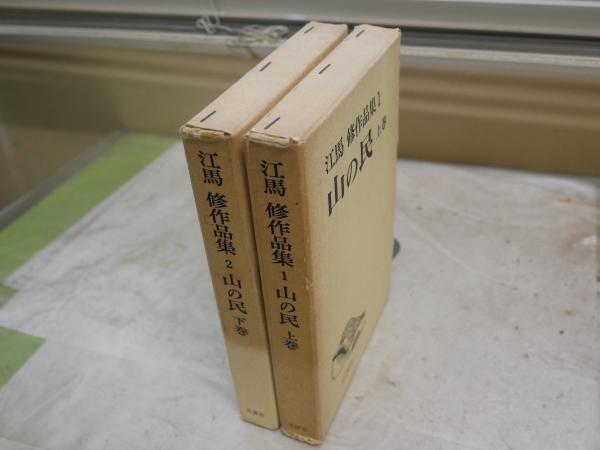 江馬 修作品集 2 山の民 下巻
江馬 修作品集 1 山の民 上巻
江馬 修作品集 1
山の民 上巻